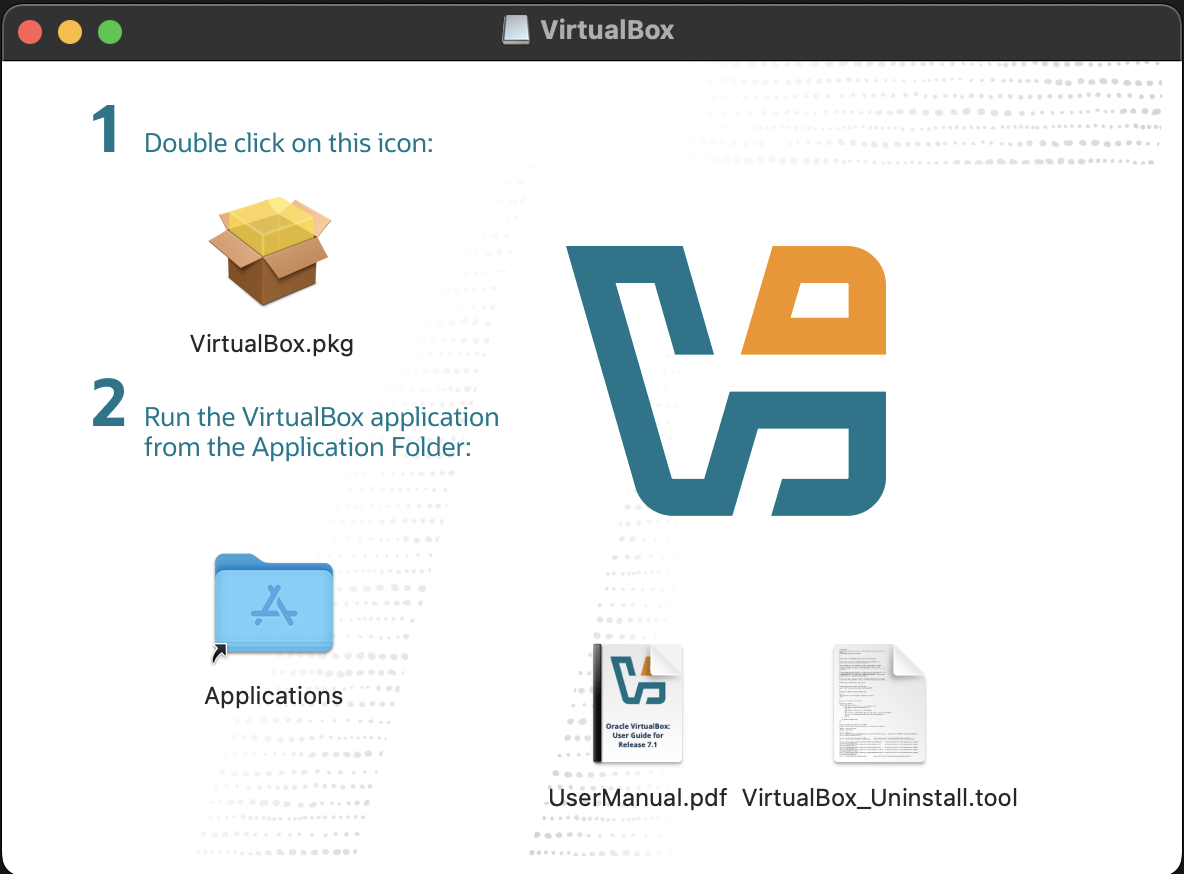 VirtualBox
1
Double click on this icon:
VirtualBox.pkg
2
Run the VirtualBox application
from the Application Folder:
Applications
Oracle VirtualBox:
User Guide for
Release 7.1
UserManual.pdf
VirtualBox_Uninstall.tool